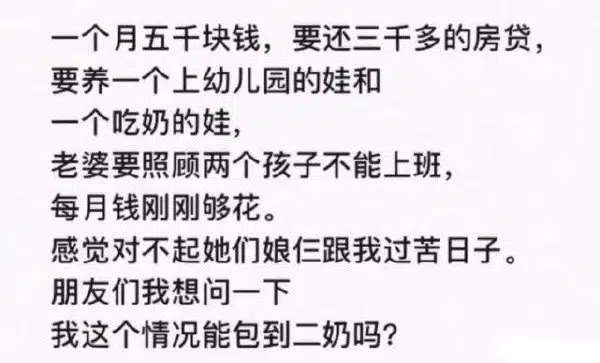 一个月五千块钱，要还三千多的房贷，
要养一个上幼儿园的娃和
一个吃奶的娃，
老婆要照顾两个孩子不能上班，
每月钱刚刚够花。
感觉对不起她们娘仨跟我过苦日子。
朋友们我想问一下
我这个情况能包到二奶吗？